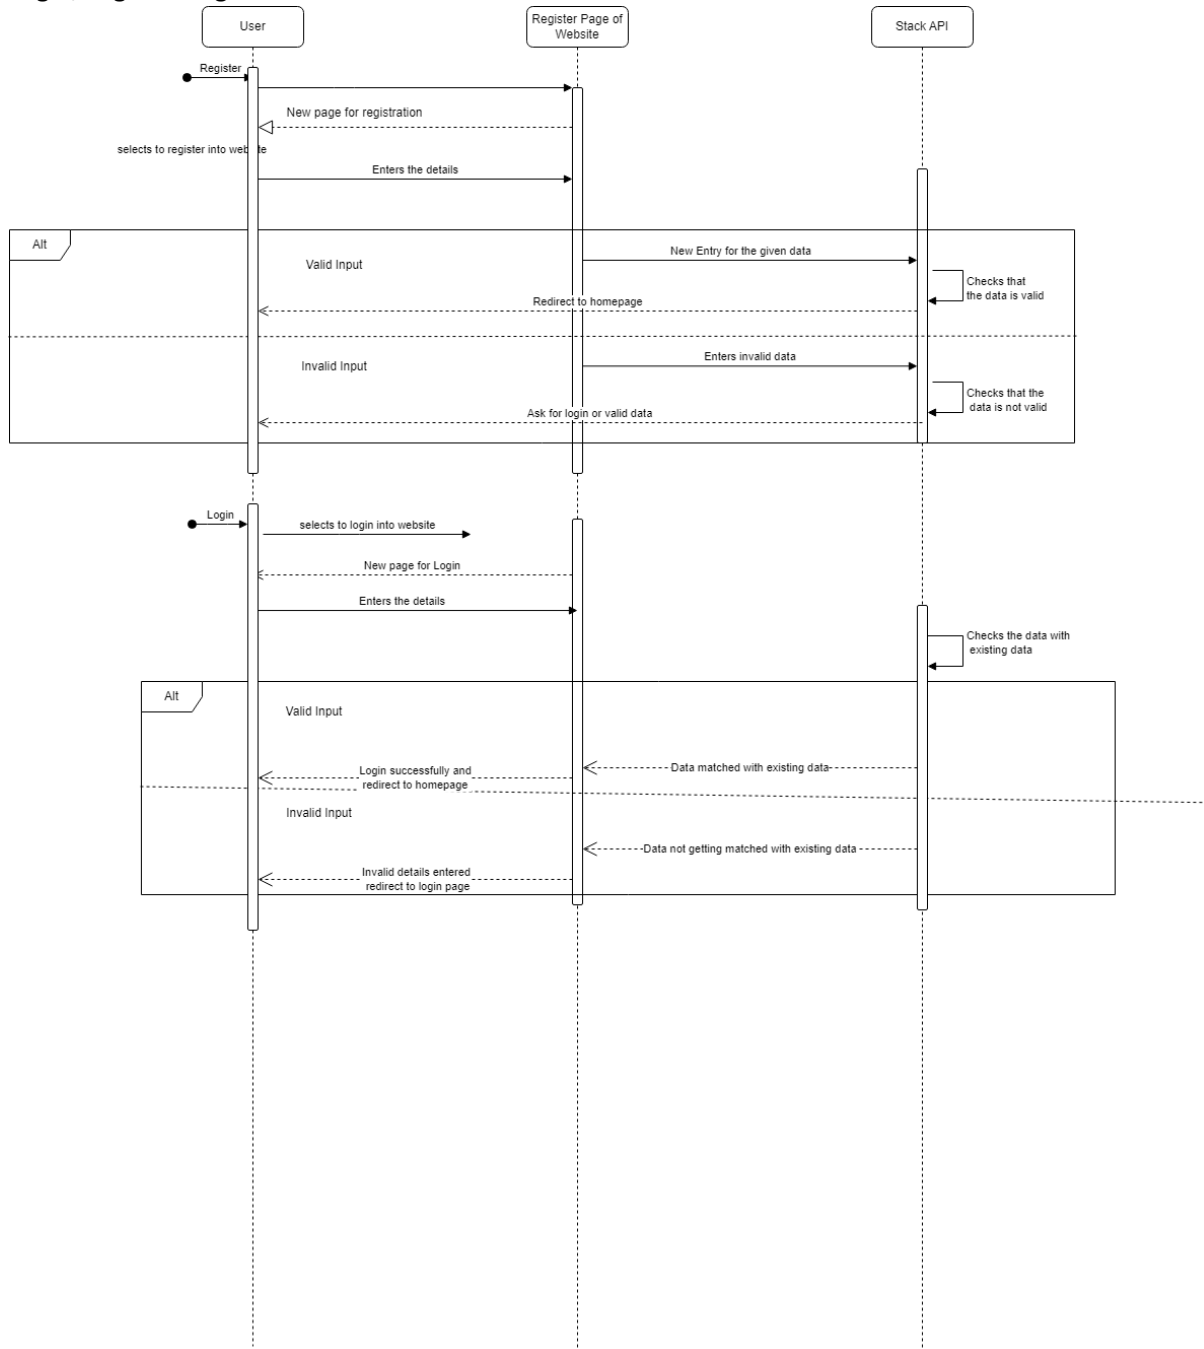 User
Register Page of
Website
Stack API
Register
New page for registration
selects to register into website
Enters the details
Alt
New Entry for the given data
Valid Input
Checks that
the data is valid
Redirect to homepage
Enters invalid data
Invalid Input
Checks that the
data is not valid
Ask for login or valid data
Login
selects to login into website
New page for Login
Enters the details
Checks the data with
existing data
Alt
Valid Input
Data matched with existing data
Login successfully and
redirect to homepage
Invalid Input
Data not getting matched with existing data
Invalid details entered
redirect to login page